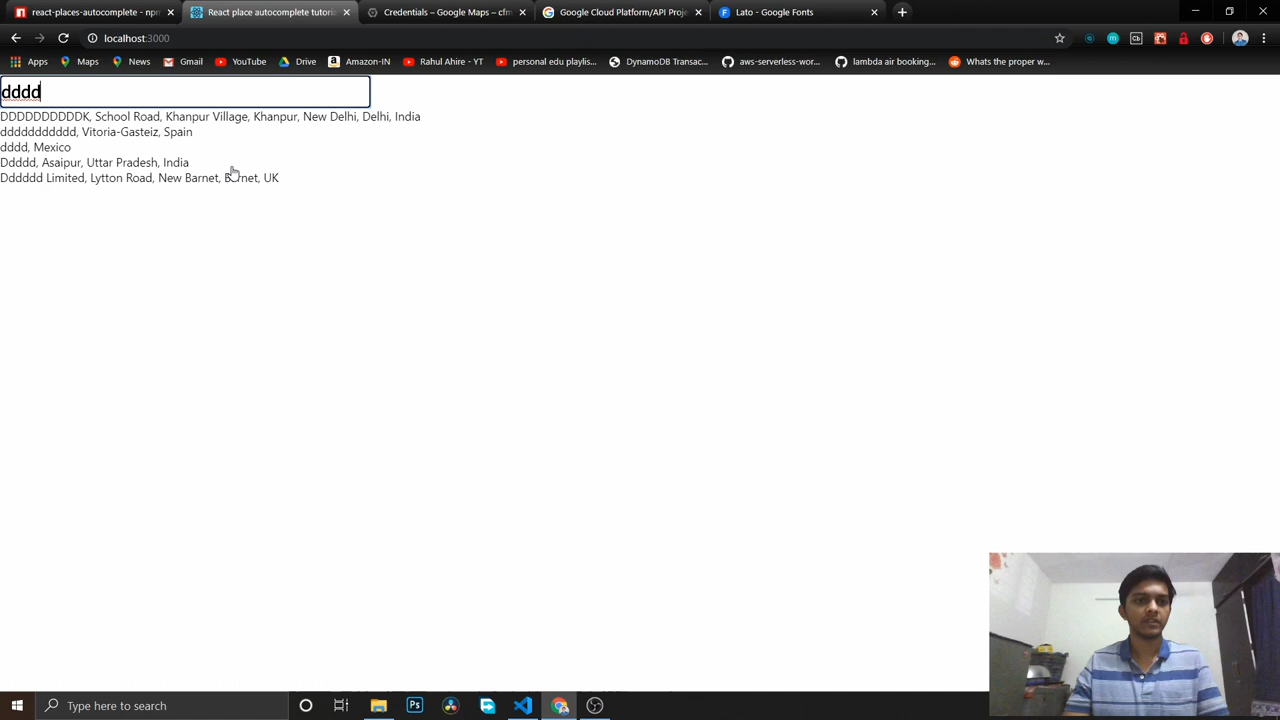 react-places-autocomplete - npm
React place autocomplete tutoria
Credentials – Google Maps – cfm
Google Cloud Platform/API Proje
Lato - Google Fonts
localhost:3000
Apps
Maps
News
Gmail
YouTube
Drive
Amazon-IN
Rahul Ahire - YT
personal edu playlis...
DynamoDB Transac...
aws-serverless-wor...
lambda air booking...
Whats the proper w...
dddd
DDDDDDDDDDK, School Road, Khanpur Village, Khanpur, New Delhi, Delhi, India
ddddddddddd, Vitoria-Gasteiz, Spain
dddd, Mexico
Ddddd, Asaipur, Uttar Pradesh, India
Dddddd Limited, Lytton Road, New Barnet, Barnet, UK
Type here to search